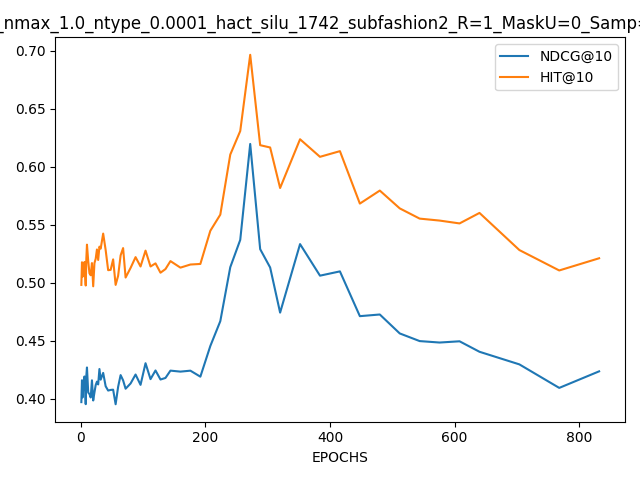 _nmax_1.0_ntype_0.0001_hact_silu_1742_subfashion2_R=1_MaskU=0_Samp=
NDCG@10
HIT@10
0.70
0.65
0.60
0.55
0.50
0.45
0.40
0 200 400 600 800
EPOCHS